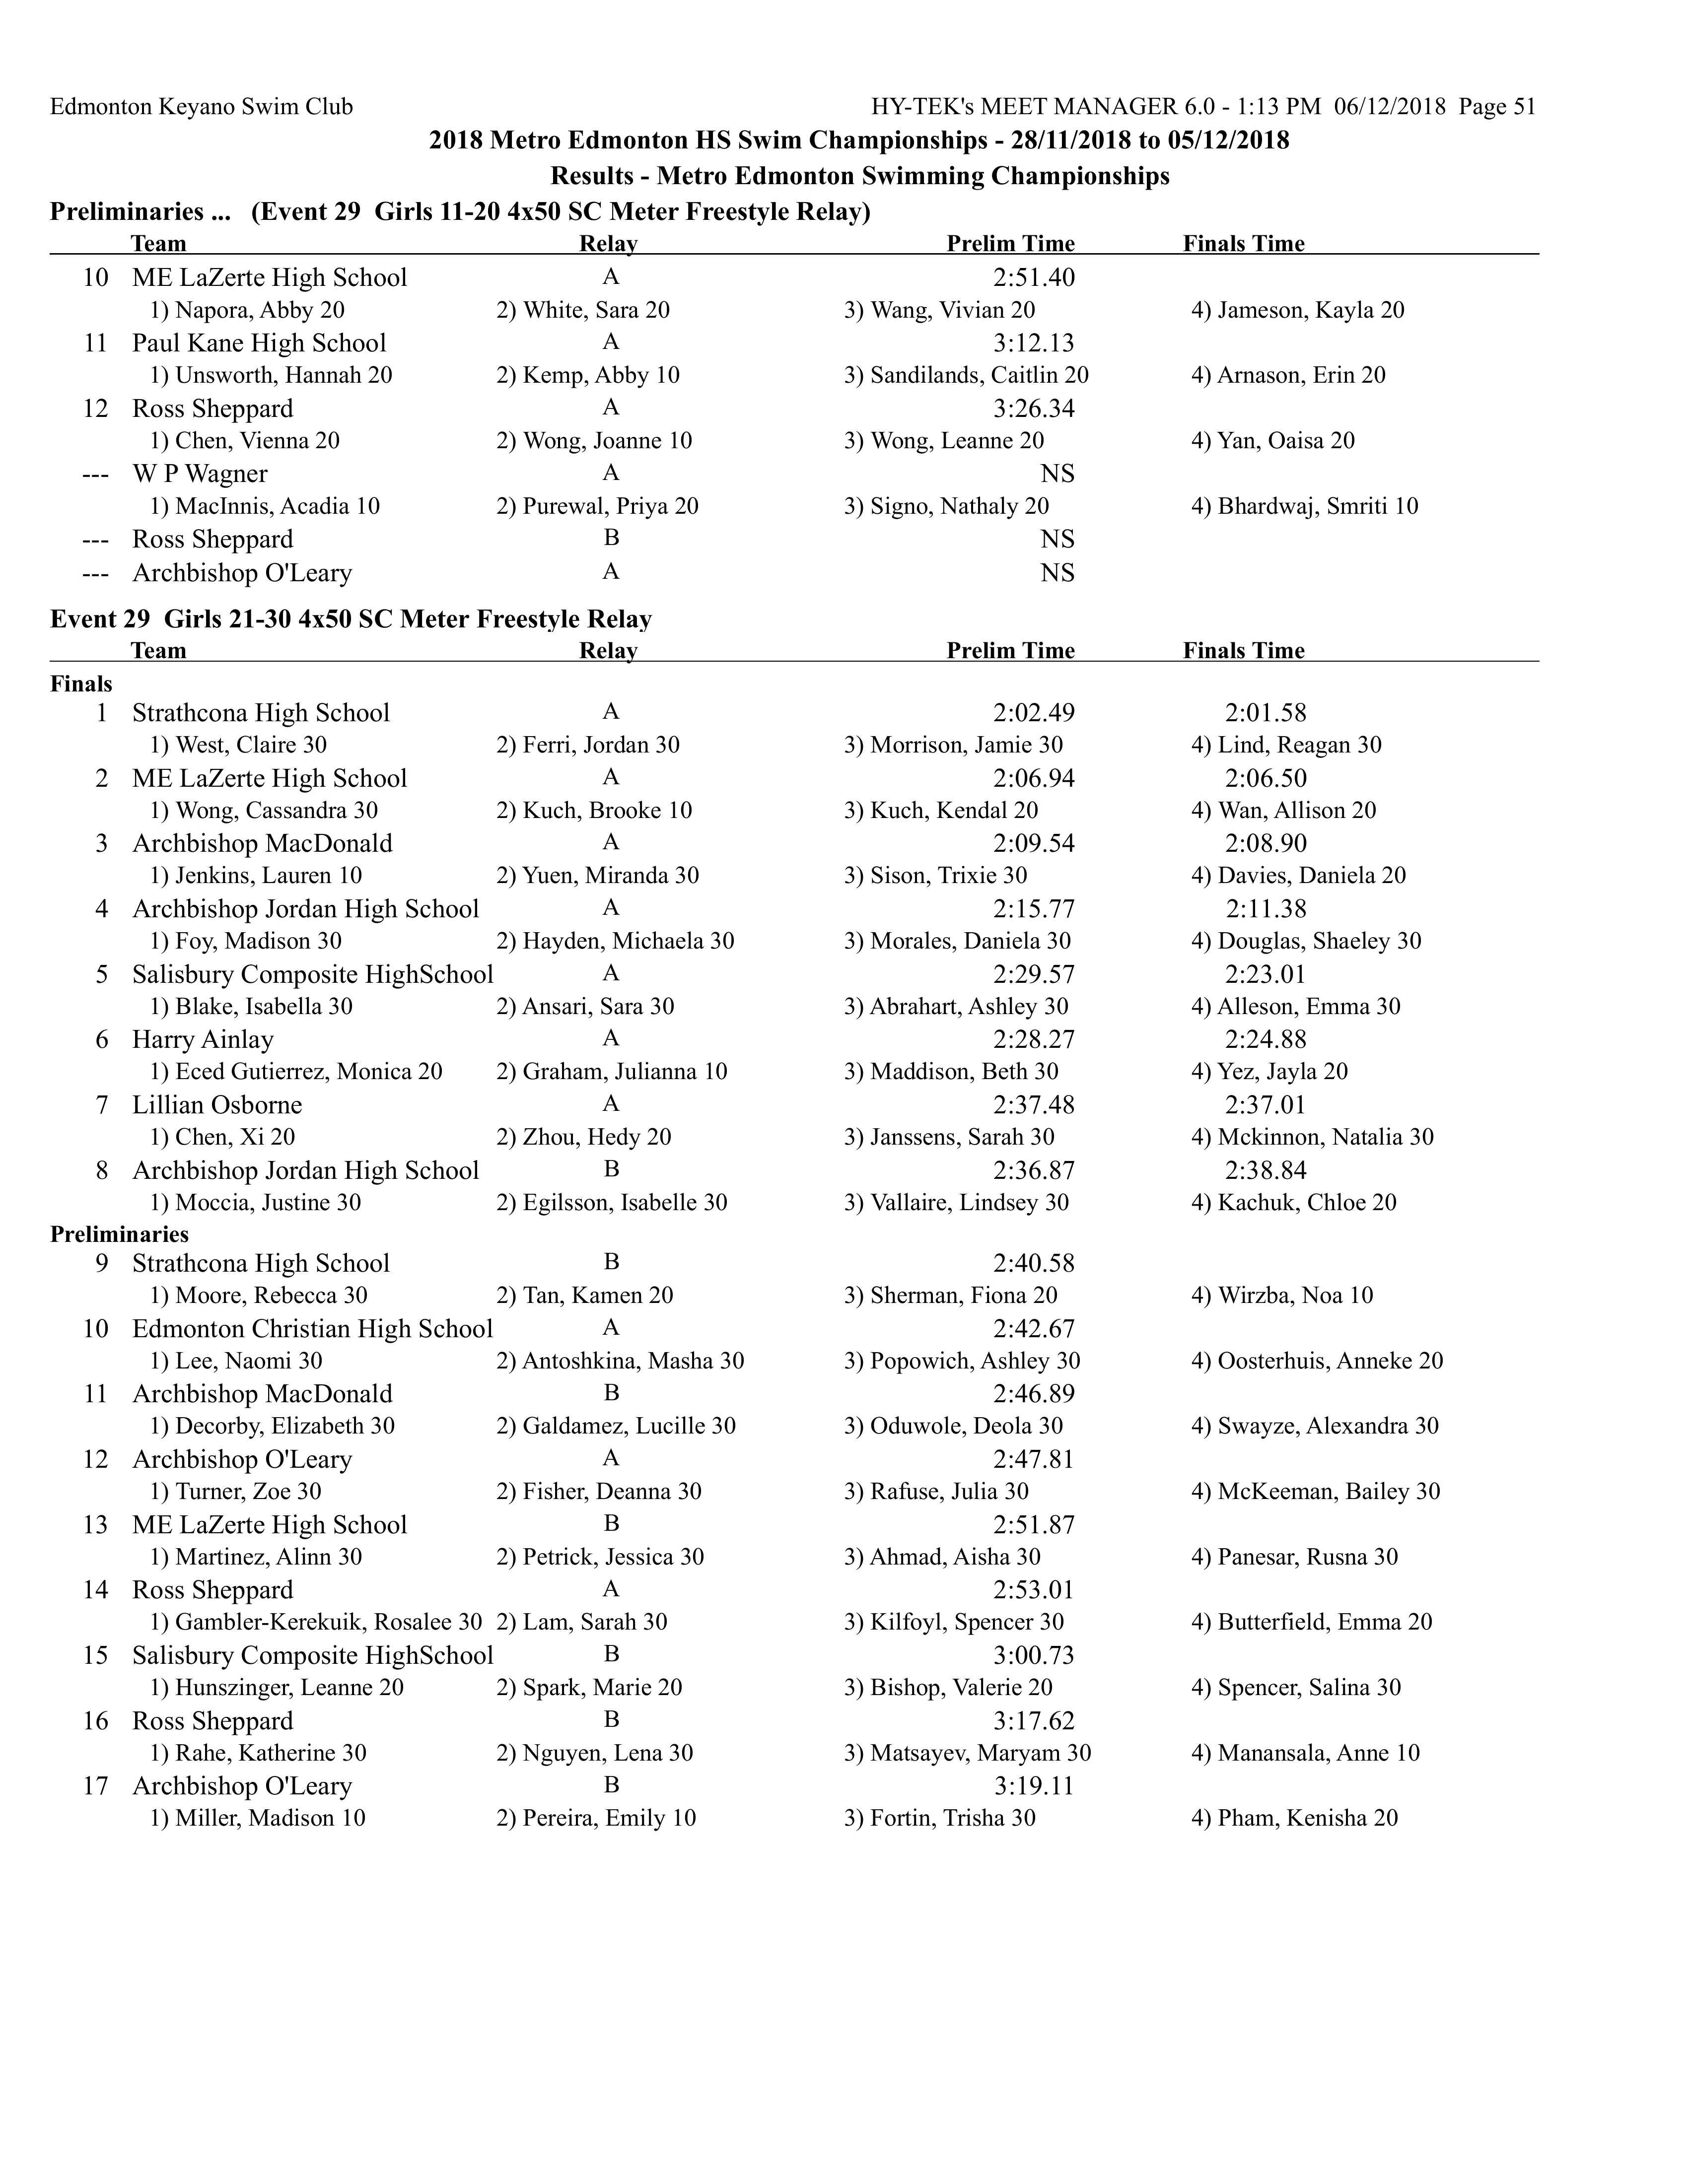 Edmonton Keyano Swim Club HY-TEK's MEET MANAGER 6.0 - 1:13 PM 06/12/2018 Page 51
2018 Metro Edmonton HS Swim Championships - 28/11/2018 to 05/12/2018
Results - Metro Edmonton Swimming Championships
Preliminaries ... (Event 29 Girls 11-20 4x50 SC Meter Freestyle Relay)
Team Relay Prelim Time Finals Time
10 ME LaZerte High School A 2:51.40
1) Napora, Abby 20 2) White, Sara 20 3) Wang, Vivian 20 4) Jameson, Kayla 20
11 Paul Kane High School A 3:12.13
1) Unsworth, Hannah 20 2) Kemp, Abby 10 3) Sandilands, Caitlin 20 4) Arnason, Erin 20
12 Ross Sheppard A 3:26.34
1) Chen, Vienna 20 2) Wong, Joanne 10 3) Wong, Leanne 20 4) Yan, Oaisa 20
--- W P Wagner A NS
1) MacInnis, Acadia 10 2) Purewal, Priya 20 3) Signo, Nathaly 20 4) Bhardwaj, Smriti 10
--- Ross Sheppard B NS
--- Archbishop O'Leary A NS
Event 29 Girls 21-30 4x50 SC Meter Freestyle Relay
Team Relay Prelim Time Finals Time
Finals
1 Strathcona High School A 2:02.49 2:01.58
1) West, Claire 30 2) Ferri, Jordan 30 3) Morrison, Jamie 30 4) Lind, Reagan 30
2 ME LaZerte High School A 2:06.94 2:06.50
1) Wong, Cassandra 30 2) Kuch, Brooke 10 3) Kuch, Kendal 20 4) Wan, Allison 20
3 Archbishop MacDonald A 2:09.54 2:08.90
1) Jenkins, Lauren 10 2) Yuen, Miranda 30 3) Sison, Trixie 30 4) Davies, Daniela 20
4 Archbishop Jordan High School A 2:15.77 2:11.38
1) Foy, Madison 30 2) Hayden, Michaela 30 3) Morales, Daniela 30 4) Douglas, Shaeley 30
5 Salisbury Composite HighSchool A 2:29.57 2:23.01
1) Blake, Isabella 30 2) Ansari, Sara 30 3) Abrahart, Ashley 30 4) Alleson, Emma 30
6 Harry Ainlay A 2:28.27 2:24.88
1) Eced Gutierrez, Monica 20 2) Graham, Julianna 10 3) Maddison, Beth 30 4) Yez, Jayla 20
7 Lillian Osborne A 2:37.48 2:37.01
1) Chen, Xi 20 2) Zhou, Hedy 20 3) Janssens, Sarah 30 4) Mckinnon, Natalia 30
8 Archbishop Jordan High School B 2:36.87 2:38.84
1) Moccia, Justine 30 2) Egilsson, Isabelle 30 3) Vallaire, Lindsey 30 4) Kachuk, Chloe 20
Preliminaries
9 Strathcona High School B 2:40.58
1) Moore, Rebecca 30 2) Tan, Kamen 20 3) Sherman, Fiona 20 4) Wirzba, Noa 10
10 Edmonton Christian High School A 2:42.67
1) Lee, Naomi 30 2) Antoshkina, Masha 30 3) Popowich, Ashley 30 4) Oosterhuis, Anneke 20
11 Archbishop MacDonald B 2:46.89
1) Decorby, Elizabeth 30 2) Galdamez, Lucille 30 3) Oduwole, Deola 30 4) Swayze, Alexandra 30
12 Archbishop O'Leary A 2:47.81
1) Turner, Zoe 30 2) Fisher, Deanna 30 3) Rafuse, Julia 30 4) McKeeman, Bailey 30
13 ME LaZerte High School B 2:51.87
1) Martinez, Alinn 30 2) Petrick, Jessica 30 3) Ahmad, Aisha 30 4) Panesar, Rusna 30
14 Ross Sheppard A 2:53.01
1) Gambler-Kerekuik, Rosalee 30 2) Lam, Sarah 30 3) Kilfoyl, Spencer 30 4) Butterfield, Emma 20
15 Salisbury Composite HighSchool B 3:00.73
1) Hunszinger, Leanne 20 2) Spark, Marie 20 3) Bishop, Valerie 20 4) Spencer, Salina 30
16 Ross Sheppard B 3:17.62
1) Rahe, Katherine 30 2) Nguyen, Lena 30 3) Matsayev, Maryam 30 4) Manansala, Anne 10
17 Archbishop O'Leary B 3:19.11
1) Miller, Madison 10 2) Pereira, Emily 10 3) Fortin, Trisha 30 4) Pham, Kenisha 20